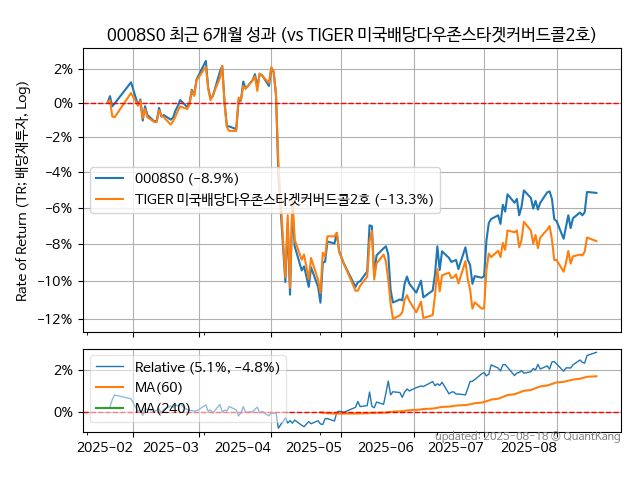 0008S0 최근 6개월 성과 (vs TIGER 미국배당다우존스타겟커버드콜2호)
Rate of Return (TR; 배당재투자, Log)
2%
0%
−2%
−4%
−6%
−8%
−10%
−12%
0008S0 (−8.9%)
TIGER 미국배당다우존스타겟커버드콜2호 (−13.3%)
2%
0%
Relative (5.1%, −4.8%)
MA(60)
MA(240)
2025−02 2025−03 2025−04 2025−05 2025−06 2025−07 2025−08
updated: 2025−08−18 © QuantKang